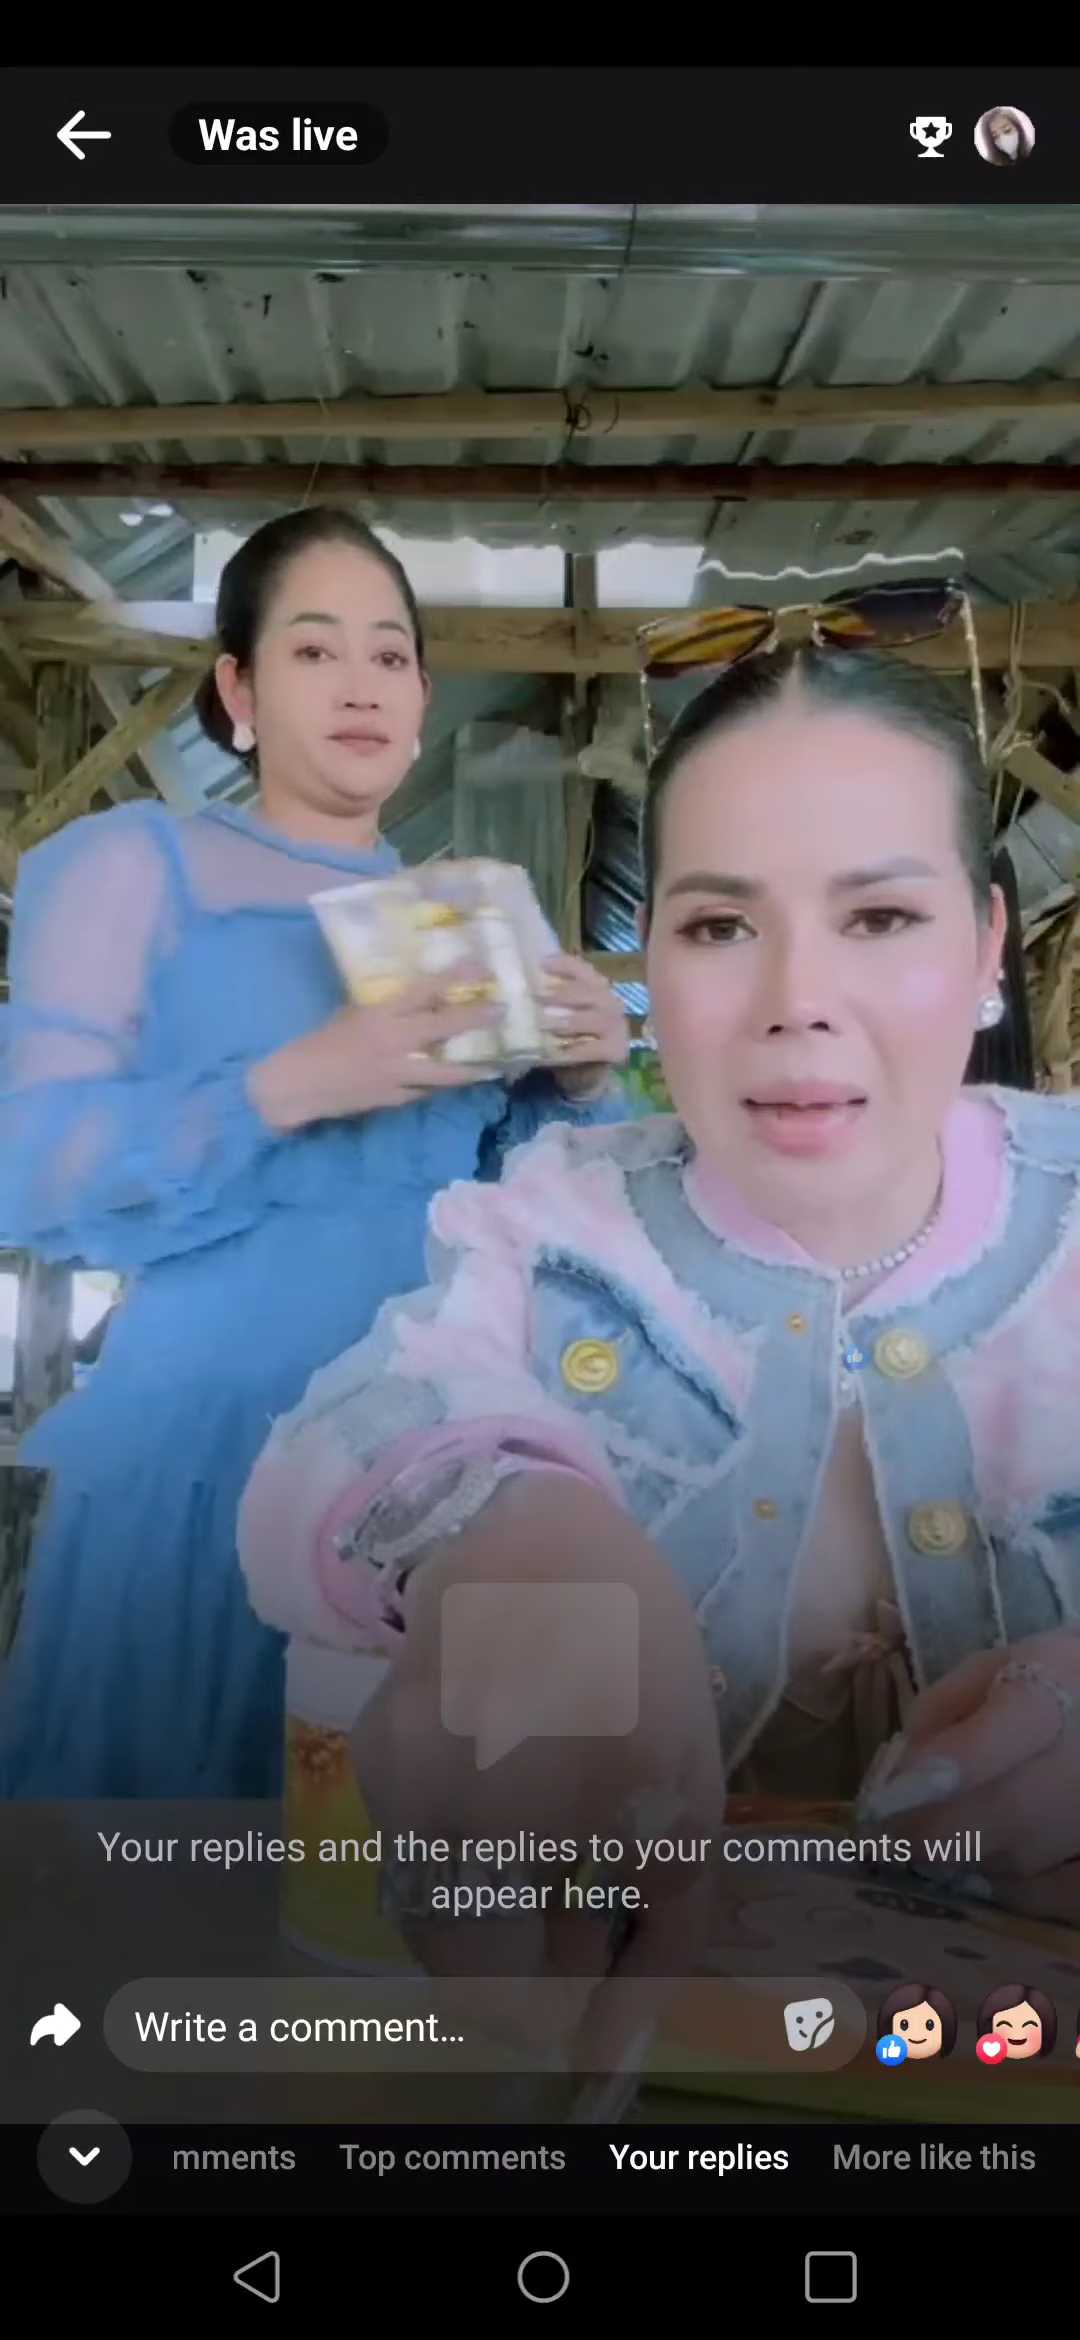 Was live
Your replies and the replies to your comments will
appear here.
Write a comment...
mments
Top comments
Your replies
More like this